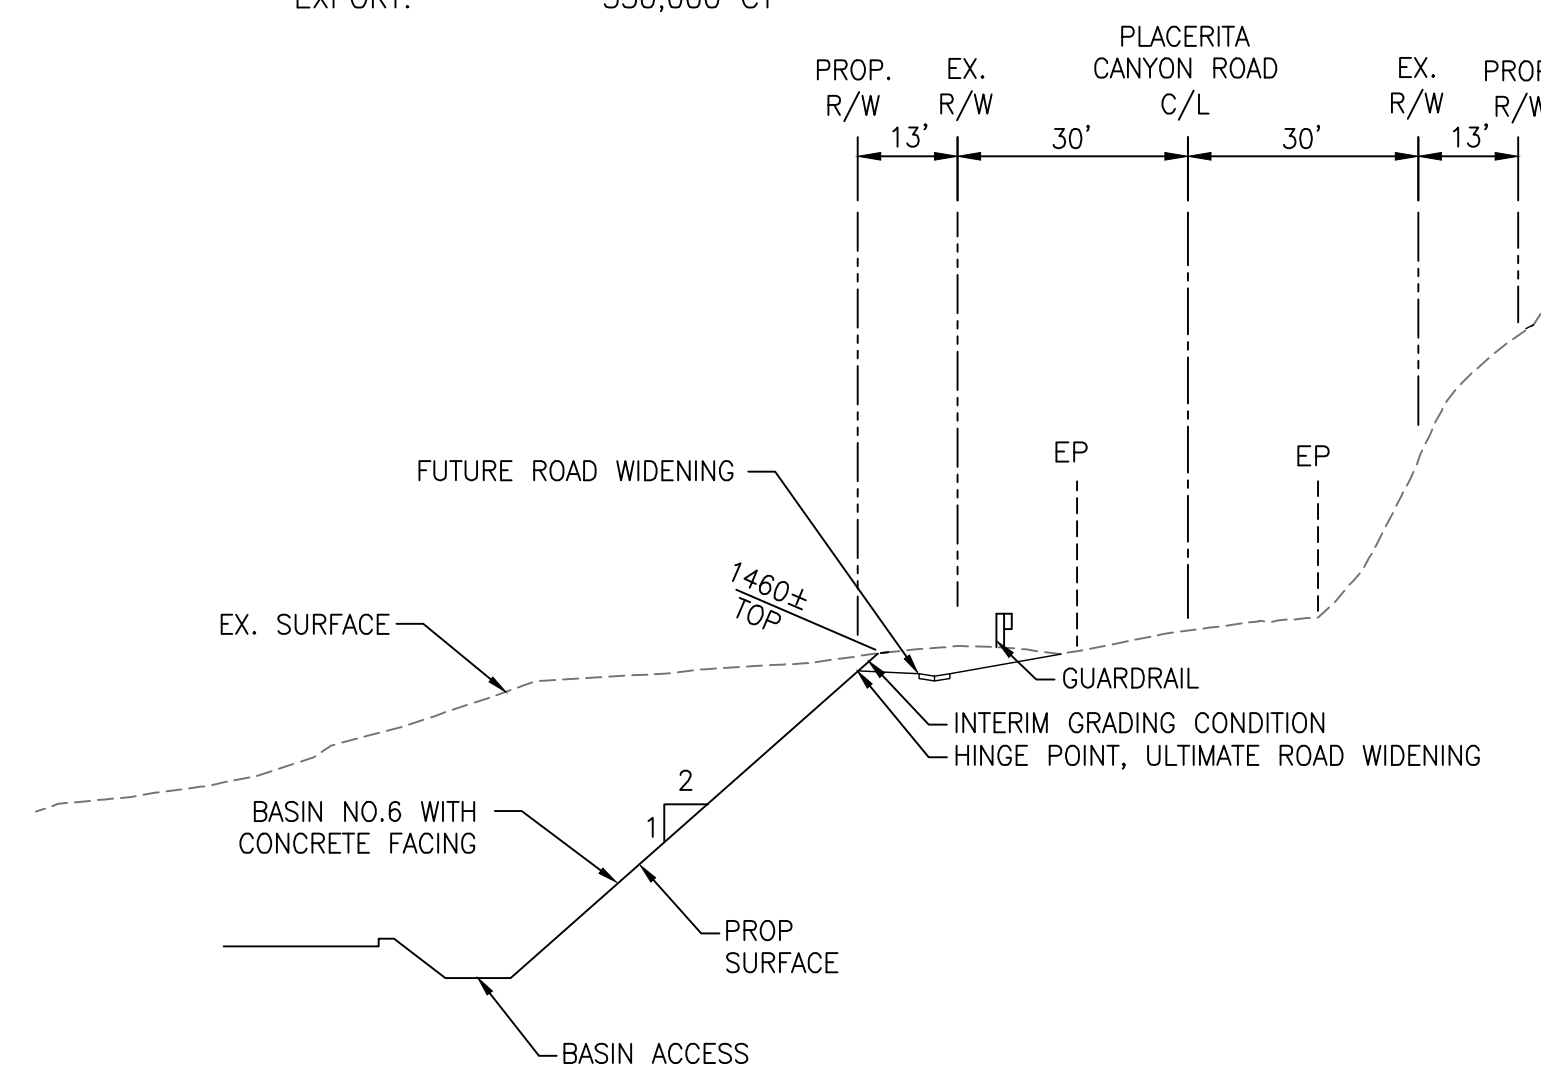 EXPORT:
PLACERITA
CANYON ROAD
C/L
PROP.
R/W
EX.
R/W
EX.
R/W
13'
30'
30'
13'
EP
EP
FUTURE ROAD WIDENING
1460±
TOP
EX. SURFACE
GUARDRAIL
INTERIM GRADING CONDITION
HINGE POINT, ULTIMATE ROAD WIDENING
2
1
BASIN NO.6 WITH
CONCRETE FACING
PROP
SURFACE
BASIN ACCESS